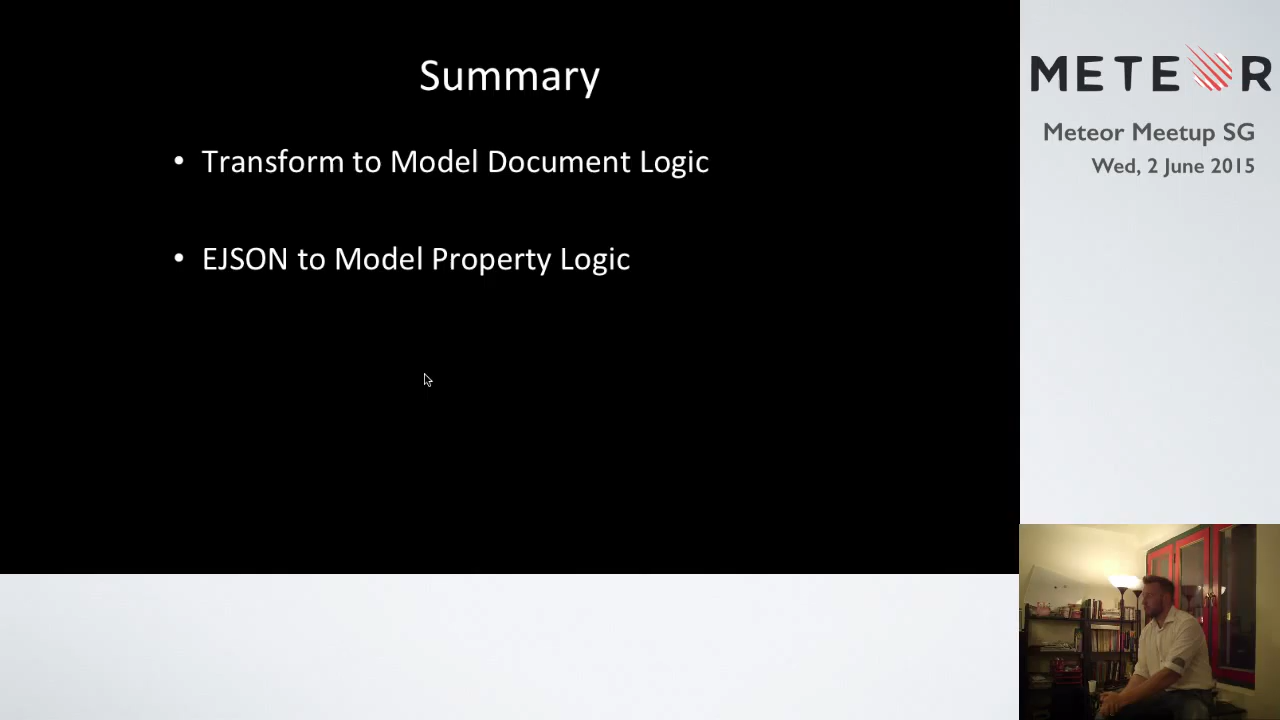 Summary
• Transform to Model Document Logic
• EJSON to Model Property Logic
METEOR
Meteor Meetup SG
Wed, 2 June 2015